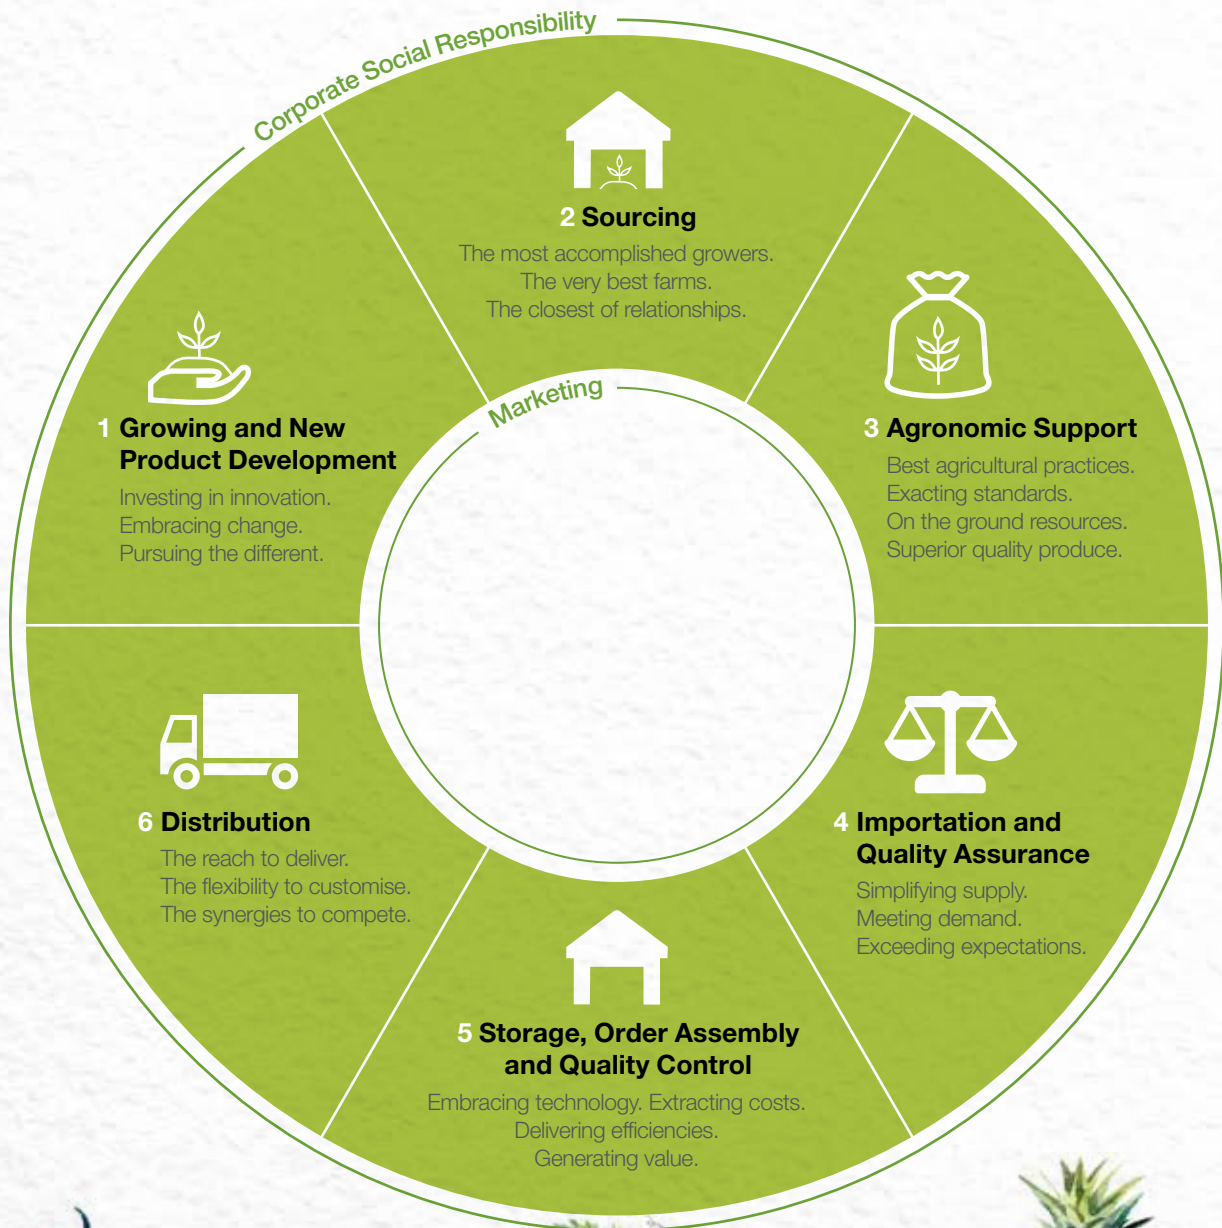 Corporate Social Responsibility
Marketing
1 Growing and New
Product Development
Investing in innovation.
Embracing change.
Pursuing the different.
2 Sourcing
The most accomplished growers.
The very best farms.
The closest of relationships.
3 Agronomic Support
Best agricultural practices.
Exacting standards.
On the ground resources.
Superior quality produce.
4 Importation and
Quality Assurance
Simplifying supply.
Meeting demand.
Exceeding expectations.
5 Storage, Order Assembly
and Quality Control
Embracing technology. Extracting costs.
Delivering efficiencies.
Generating value.
6 Distribution
The reach to deliver.
The flexibility to customise.
The synergies to compete.